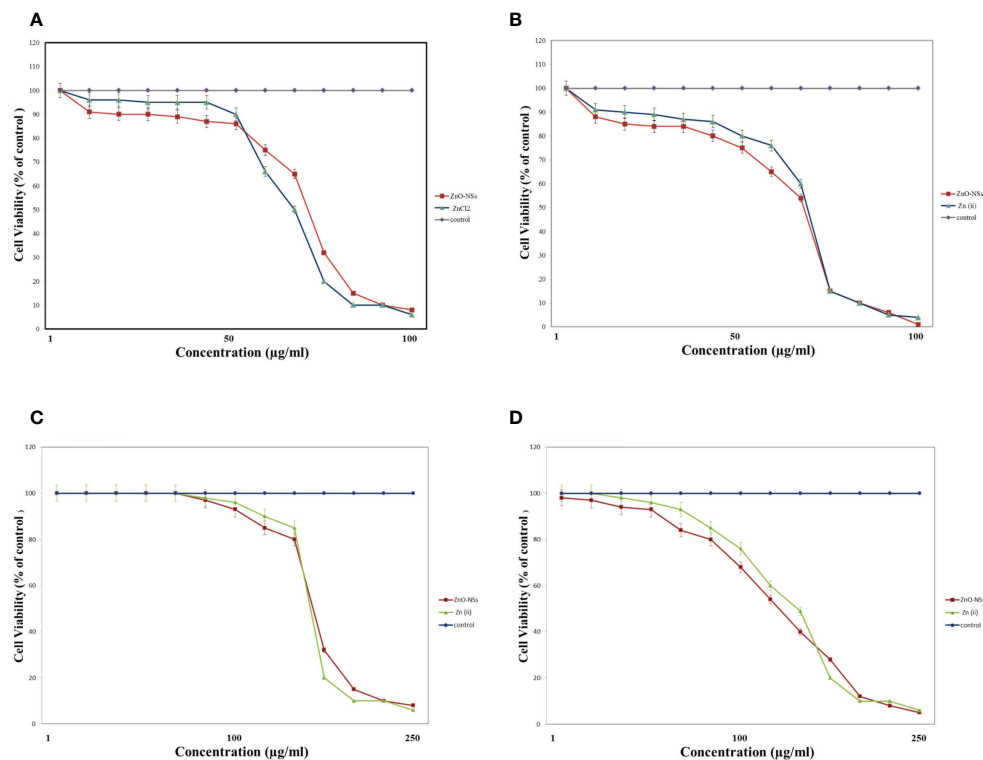 A
120
110
100
90
80
70
60
50
40
30
20
10
0
Cell Viability (% of control )
1
50
100
Concentration (µg/ml)
ZnO-NSs
ZnCl2
control
B
120
110
100
90
80
70
60
50
40
30
20
10
0
Cell Viability (% of control )
1
50
100
Concentration (µg/ml)
ZnO-NSs
Zn (ii)
control
C
120
100
80
60
40
20
0
Cell Viability (% of control )
1
100
250
Concentration (µg/ml)
ZnO-NSs
Zn (ii)
control
D
120
100
80
60
40
20
0
Cell Viability (% of control )
1
100
250
Concentration (µg/ml)
ZnO-NSs
Zn (ii)
control